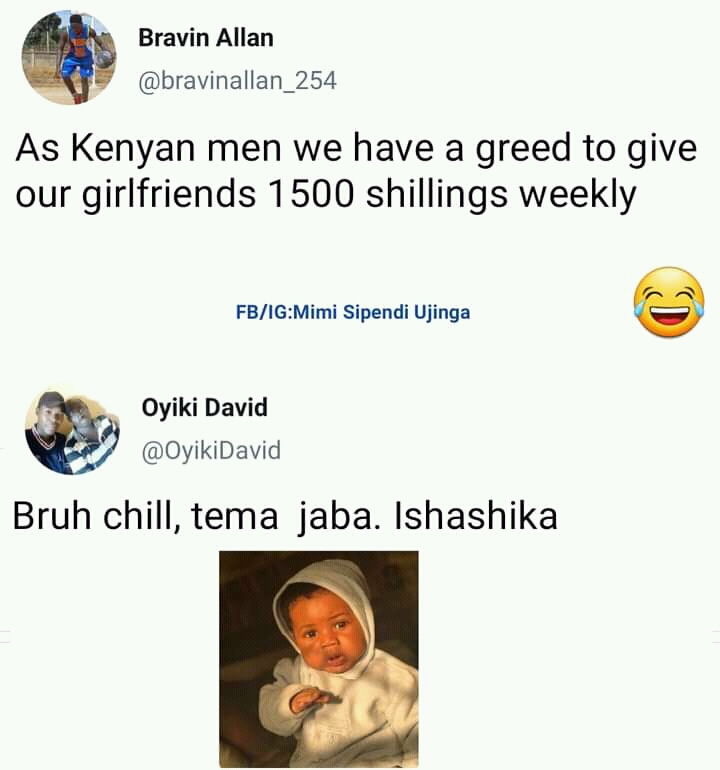 Bravin Allan
@bravinallan_254
As Kenyan men we have a greed to give
our girlfriends 1500 shillings weekly
FB/IG:Mimi Sipendi Ujinga
Oyiki David
@OyikiDavid
Bruh chill, tema  jaba. Ishashika